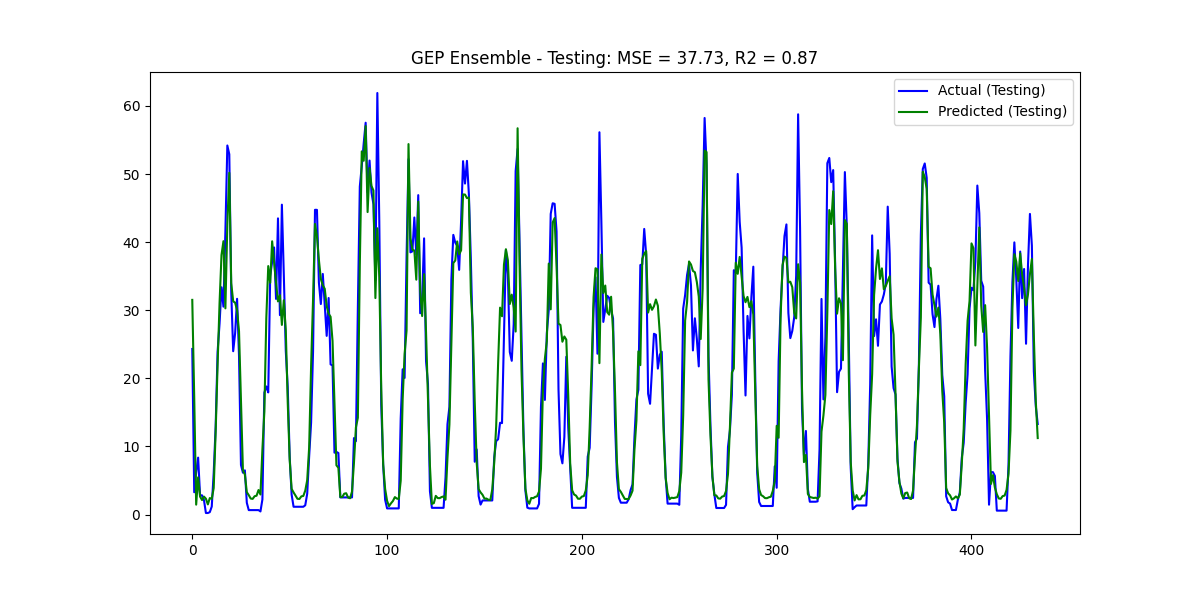 GEP Ensemble - Testing: MSE = 37.73, R2 = 0.87
Actual (Testing)
Predicted (Testing)
60
50
40
30
20
10
0
0 100 200 300 400